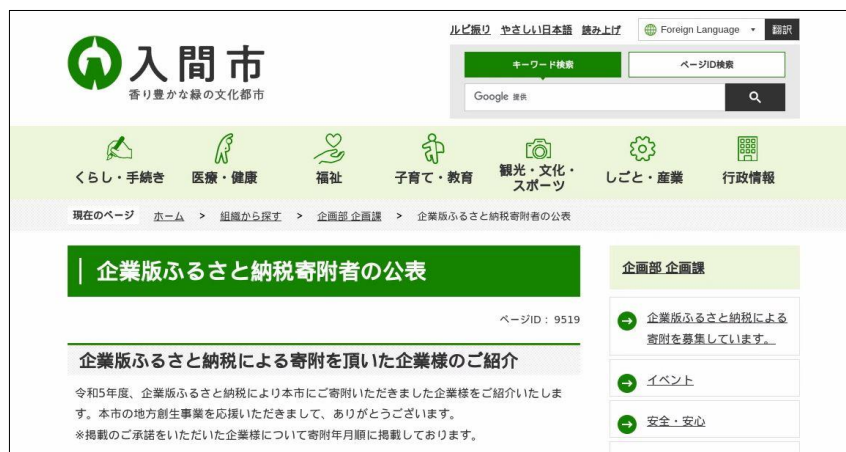 ルビ振り やさしい日本語 読み上げ Foreign Language 翻訳
入間市
香り豊かな緑の文化都市
キーワード検索 ページID検索
Google 提供
くらし・手続き 医療・健康 福祉 子育て・教育 観光・文化・スポーツ しごと・産業 行政情報
現在のページ ホーム > 組織から探す > 企画部 企画課 > 企業版ふるさと納税寄附者の公表
企業版ふるさと納税寄附者の公表
ページID：9519
企業版ふるさと納税による寄附を頂いた企業様のご紹介
令和5年度、企業版ふるさと納税により本市にご寄附いただきました企業様をご紹介いたしま
す。本市の地方創生事業を応援いただきまして、ありがとうございます。
※掲載のご承諾をいただいた企業様について寄附年月順に掲載しております。
企画部 企画課
企業版ふるさと納税による
寄附を募集しています。
イベント
安全・安心